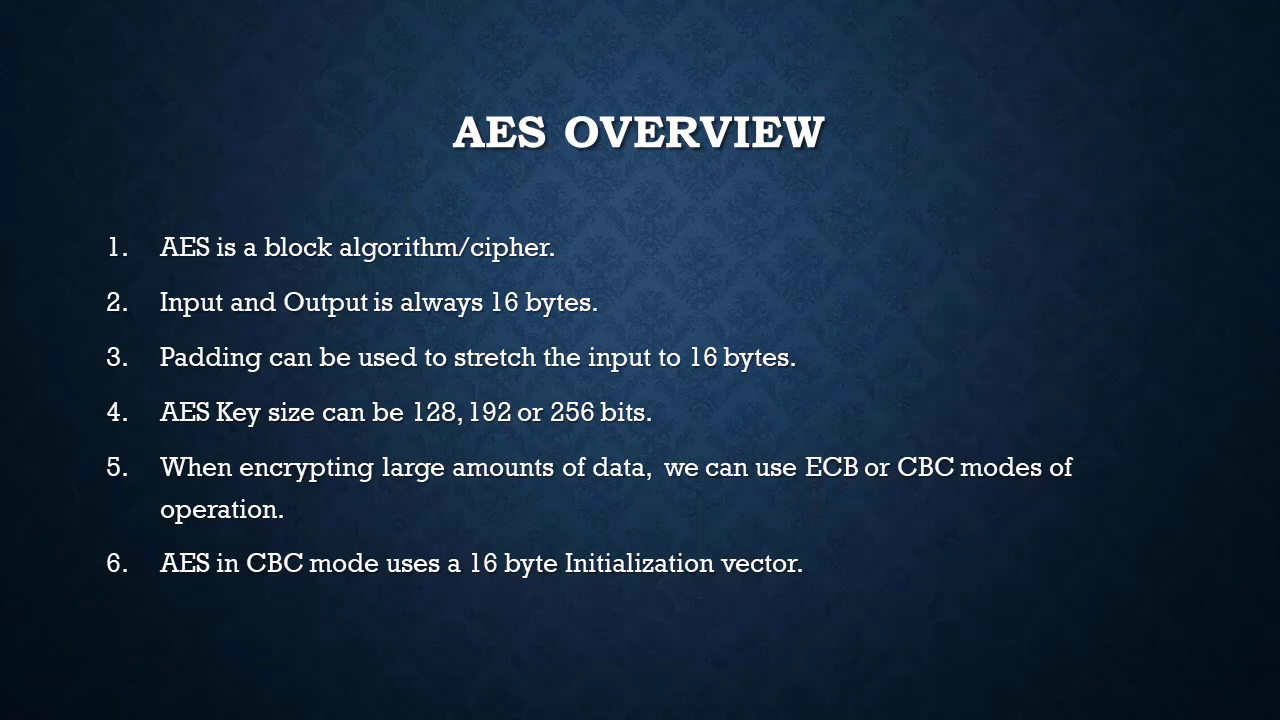 AES OVERVIEW
1. AES is a block algorithm/cipher.
2. Input and Output is always 16 bytes.
3. Padding can be used to stretch the input to 16 bytes.
4. AES Key size can be 128, 192 or 256 bits.
5. When encrypting large amounts of data, we can use ECB or CBC modes of
operation.
6. AES in CBC mode uses a 16 byte Initialization vector.